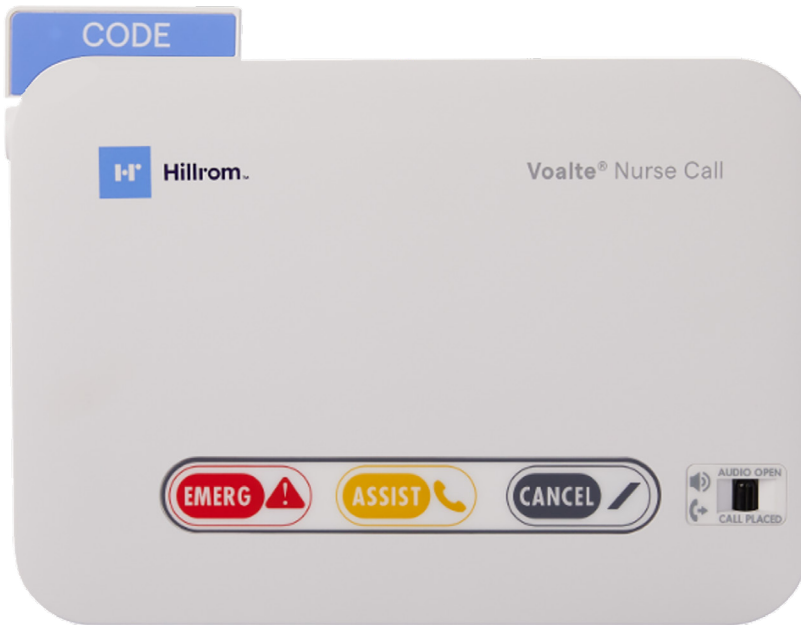 CODE
Hillrom™
Voalte® Nurse Call
EMERG
ASSIST
CANCEL
AUDIO OPEN
CALL PLACED